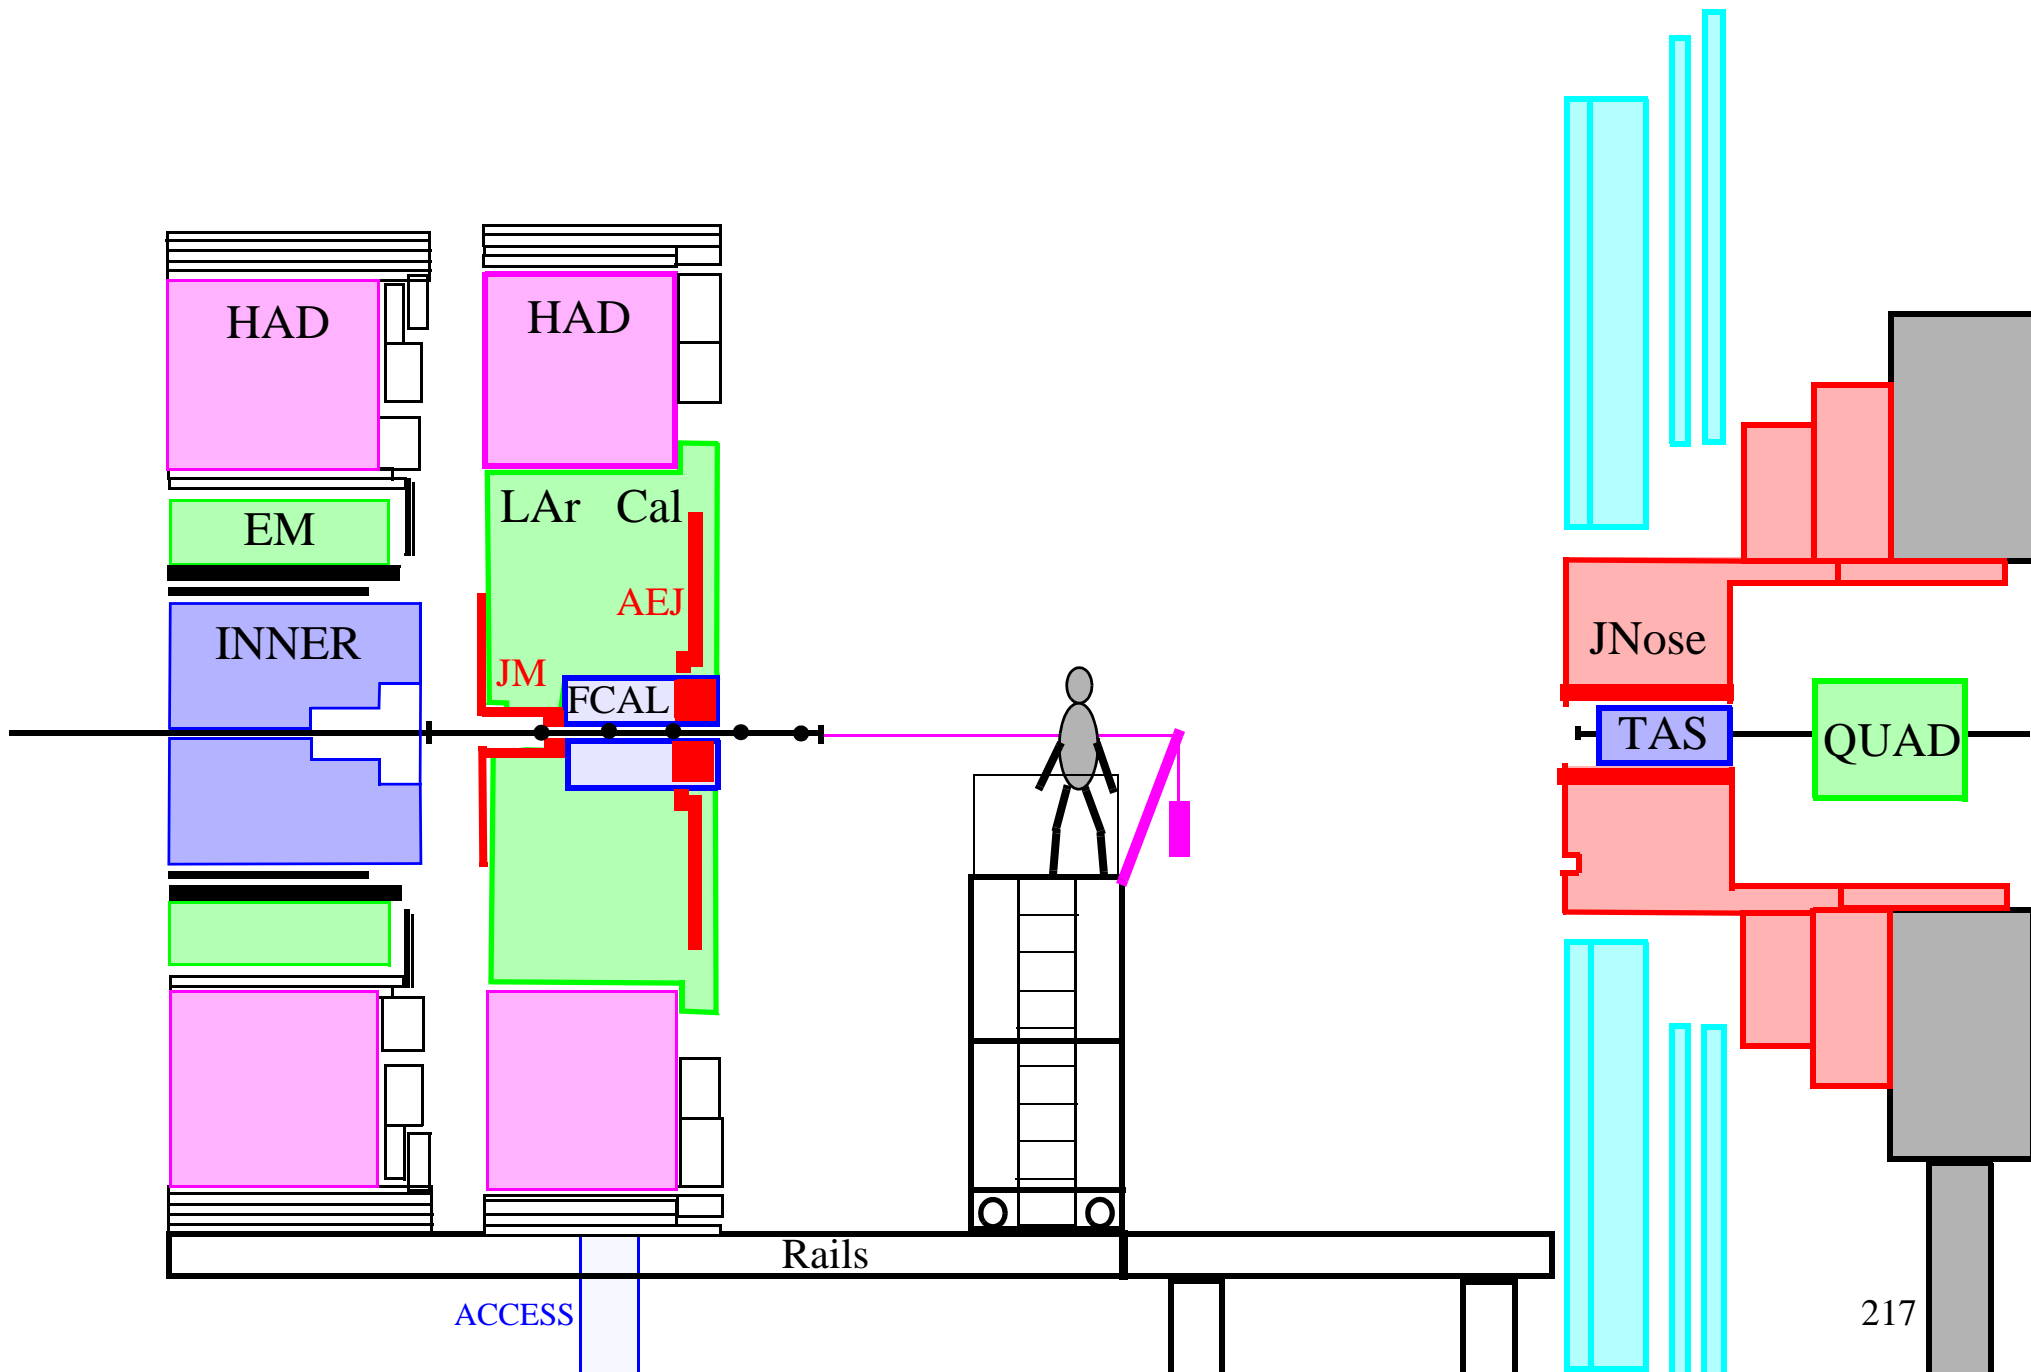 HAD
HAD
LAr Cal
EM
AEJ
INNER
JNose
JM
FCAL
TAS
QUAD
Rails
ACCESS
217